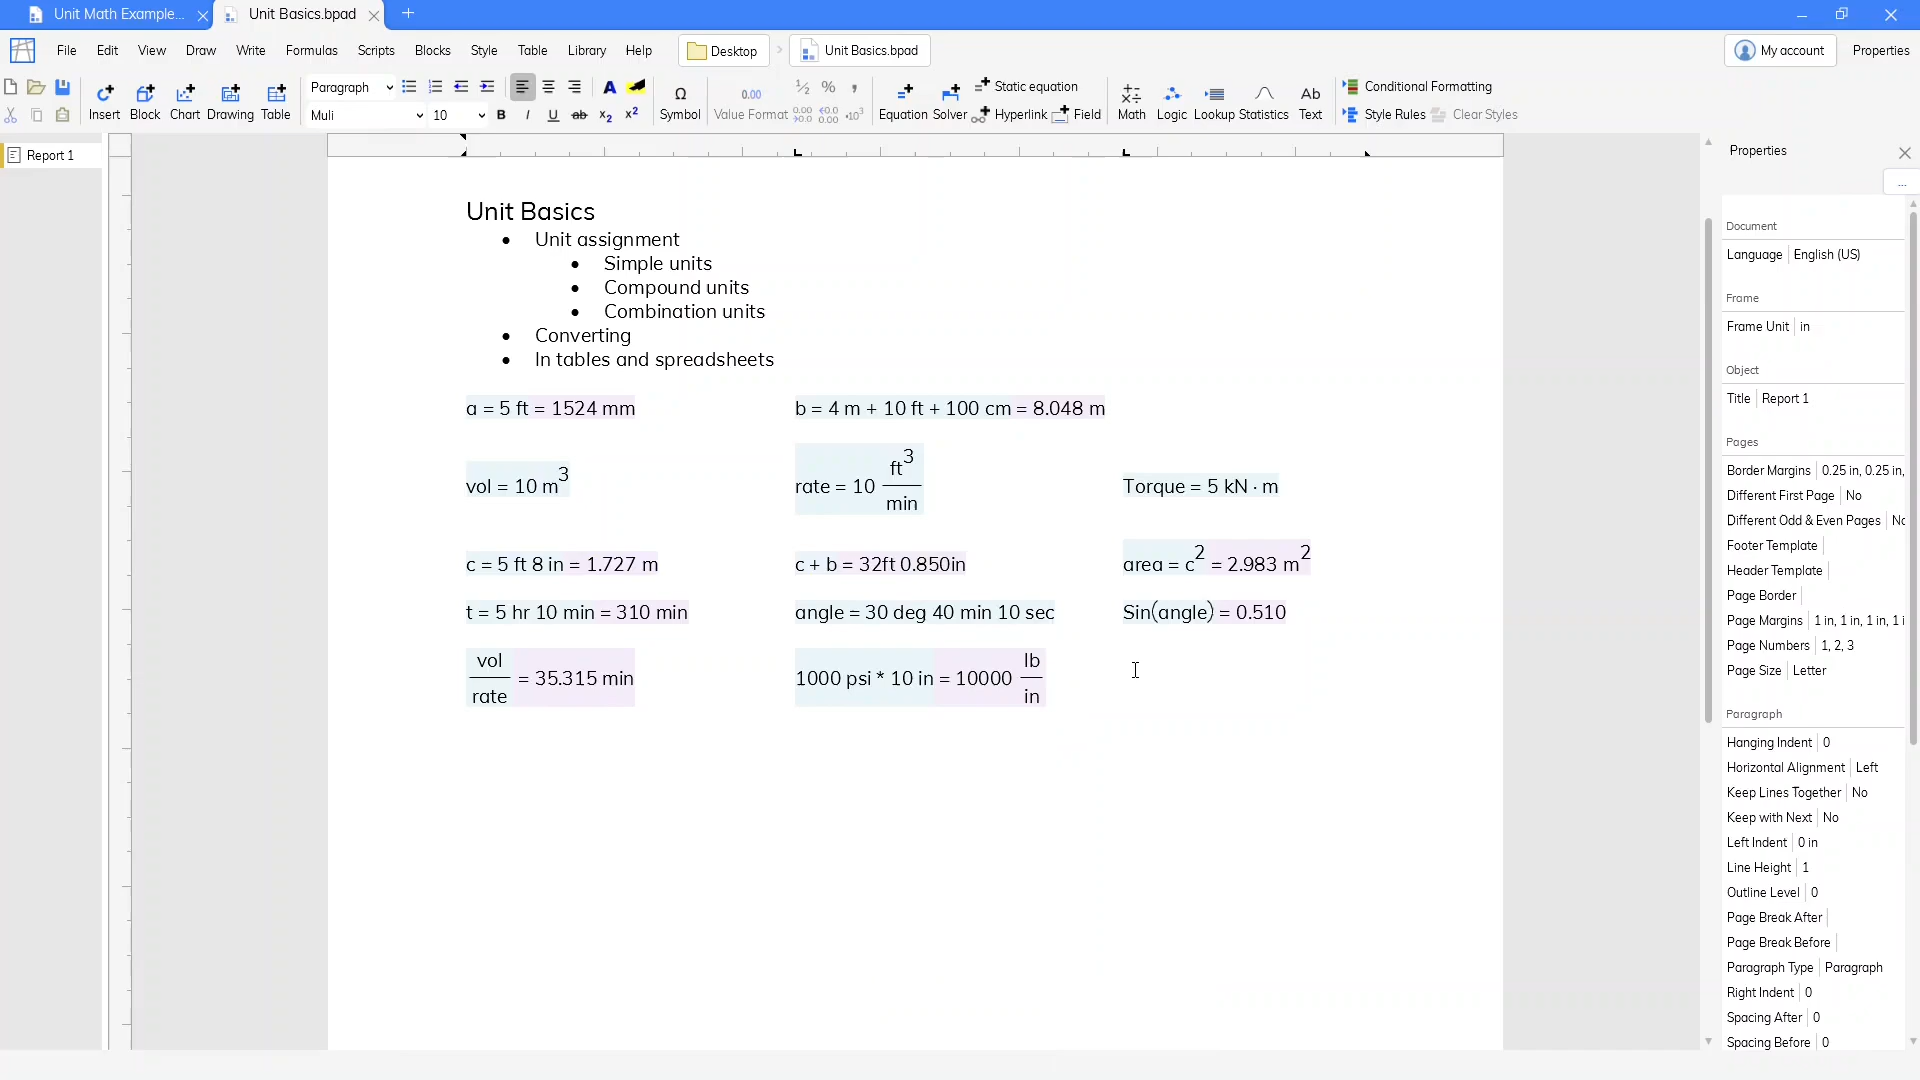 Unit Math Example...
Unit Basics.bpad
File Edit View Draw Write Formulas Scripts Blocks Style Table Library Help Desktop Unit Basics.bpad My account Properties
Paragraph ½ % , Static equation Conditional Formatting
Insert Block Chart Drawing Table Muli 10 B I U ab x₂ x² Symbol 0.00 Value Format Equation Solver Hyperlink Field Math Logic Lookup Statistics Text Style Rules Clear Styles
Report 1
Unit Basics
• Unit assignment
• Simple units
• Compound units
• Combination units
• Converting
• In tables and spreadsheets
a = 5 ft = 1524 mm b = 4 m + 10 ft + 100 cm = 8.048 m
vol = 10 m³ rate = 10 ft³/min Torque = 5 kN · m
c = 5 ft 8 in = 1.727 m c + b = 32ft 0.850in area = c² = 2.983 m²
t = 5 hr 10 min = 310 min angle = 30 deg 40 min 10 sec Sin(angle) = 0.510
vol/rate = 35.315 min 1000 psi * 10 in = 10000 lb/in
Properties
...
Document
Language English (US)
Frame
Frame Unit in
Object
Title Report 1
Pages
Border Margins 0.25 in, 0.25 in,
Different First Page No
Different Odd & Even Pages No
Footer Template
Header Template
Page Border
Page Margins 1 in, 1 in, 1 in, 1 i
Page Numbers 1, 2, 3
Page Size Letter
Paragraph
Hanging Indent 0
Horizontal Alignment Left
Keep Lines Together No
Keep with Next No
Left Indent 0 in
Line Height 1
Outline Level 0
Page Break After
Page Break Before
Paragraph Type Paragraph
Right Indent 0
Spacing After 0
Spacing Before 0